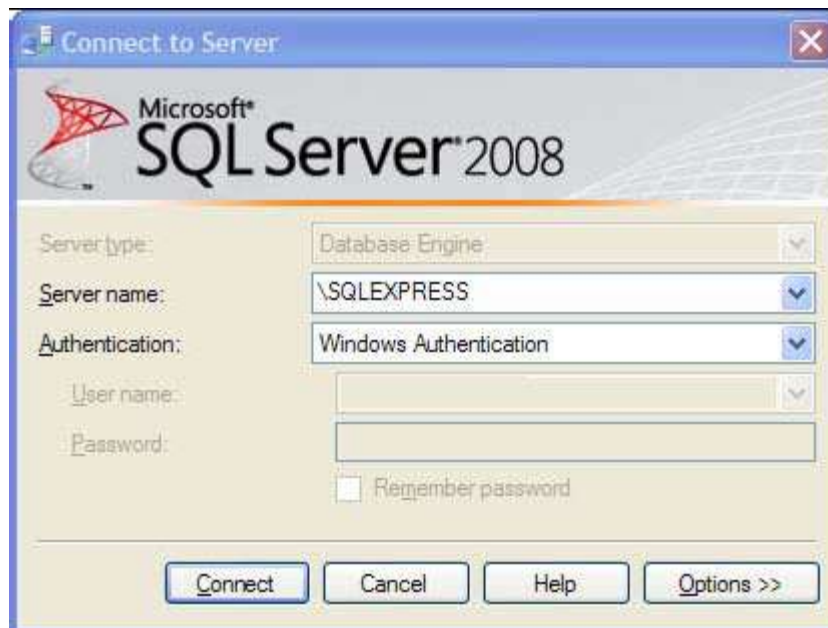 Connect to Server
Microsoft®
SQL Server® 2008
™
Server type: Database Engine
Server name: \SQLEXPRESS
Authentication: Windows Authentication
User name:
Password:
Remember password
Connect Cancel Help Options >>